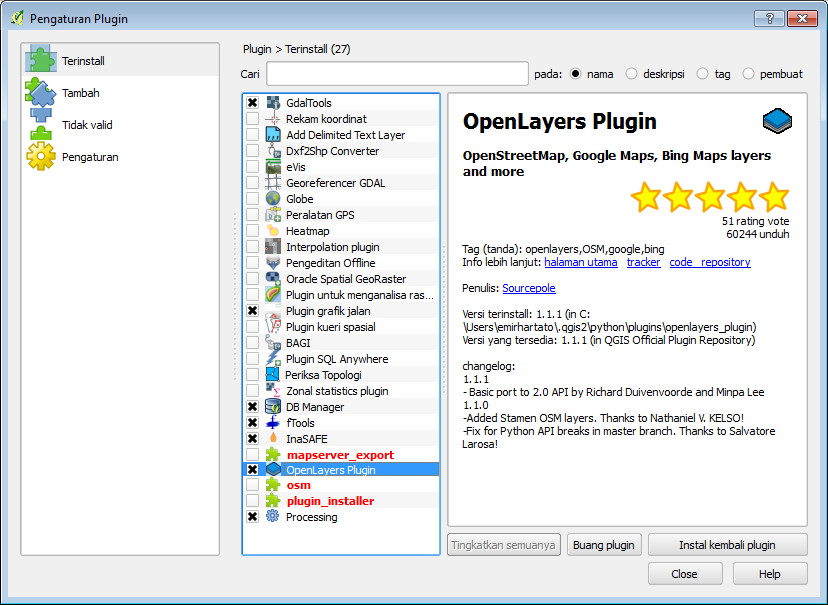 Pengaturan Plugin
Terinstall
Tambah
Tidak valid
Pengaturan
Plugin > Terinstall (27)
Cari
pada: nama deskripsi tag pembuat
GdalTools
Rekam koordinat
Add Delimited Text Layer
Dxf2Shp Converter
eVis
Georeferencer GDAL
Globe
Peralatan GPS
Heatmap
Interpolation plugin
Pengeditan Offline
Oracle Spatial GeoRaster
Plugin untuk menganalisa ras...
Plugin grafik jalan
Plugin kueri spasial
BAGI
Plugin SQL Anywhere
Periksa Topologi
Zonal statistics plugin
DB Manager
fTools
InaSAFE
mapserver_export
OpenLayers Plugin
osm
plugin_installer
Processing
OpenLayers Plugin
OpenStreetMap, Google Maps, Bing Maps layers
and more
51 rating vote
60244 unduh
Tag (tanda): openlayers,OSM,google,bing
Info lebih lanjut: halaman utama tracker code repository
Penulis: Sourcepole
Versi terinstall: 1.1.1 (in C:
\Users\emirhartato\.qgis2\python\plugins\openlayers_plugin)
Versi yang tersedia: 1.1.1 (in QGIS Official Plugin Repository)
changelog:
1.1.1
- Basic port to 2.0 API by Richard Duivenvoorde and Minpa Lee
1.1.0
-Added Stamen OSM layers. Thanks to Nathaniel V. KELSO!
-Fix for Python API breaks in master branch. Thanks to Salvatore
Larosa!
Tingkatkan semuanya
Buang plugin
Instal kembali plugin
Close
Help